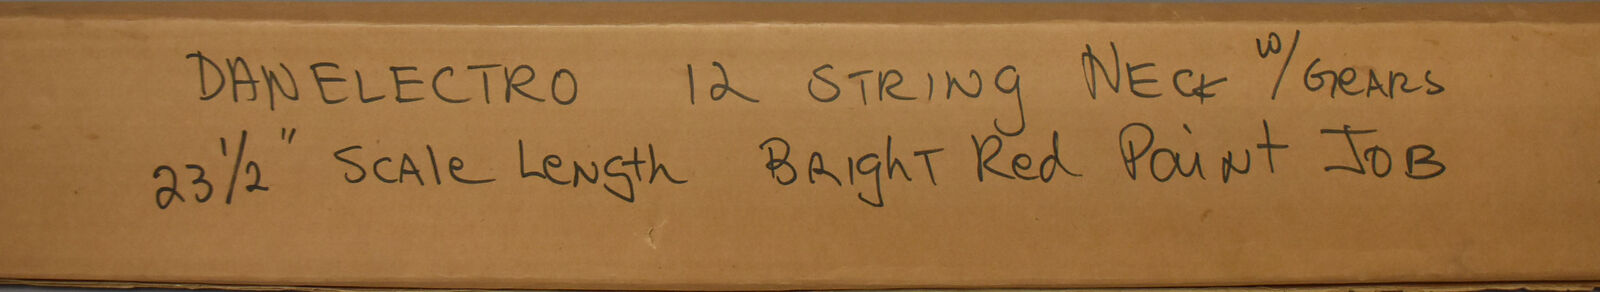 DANELECTRO 12 STRING NECK w/GEARS
23 1/2" SCALE LENGTH BRIGHT Red PAINT JOB